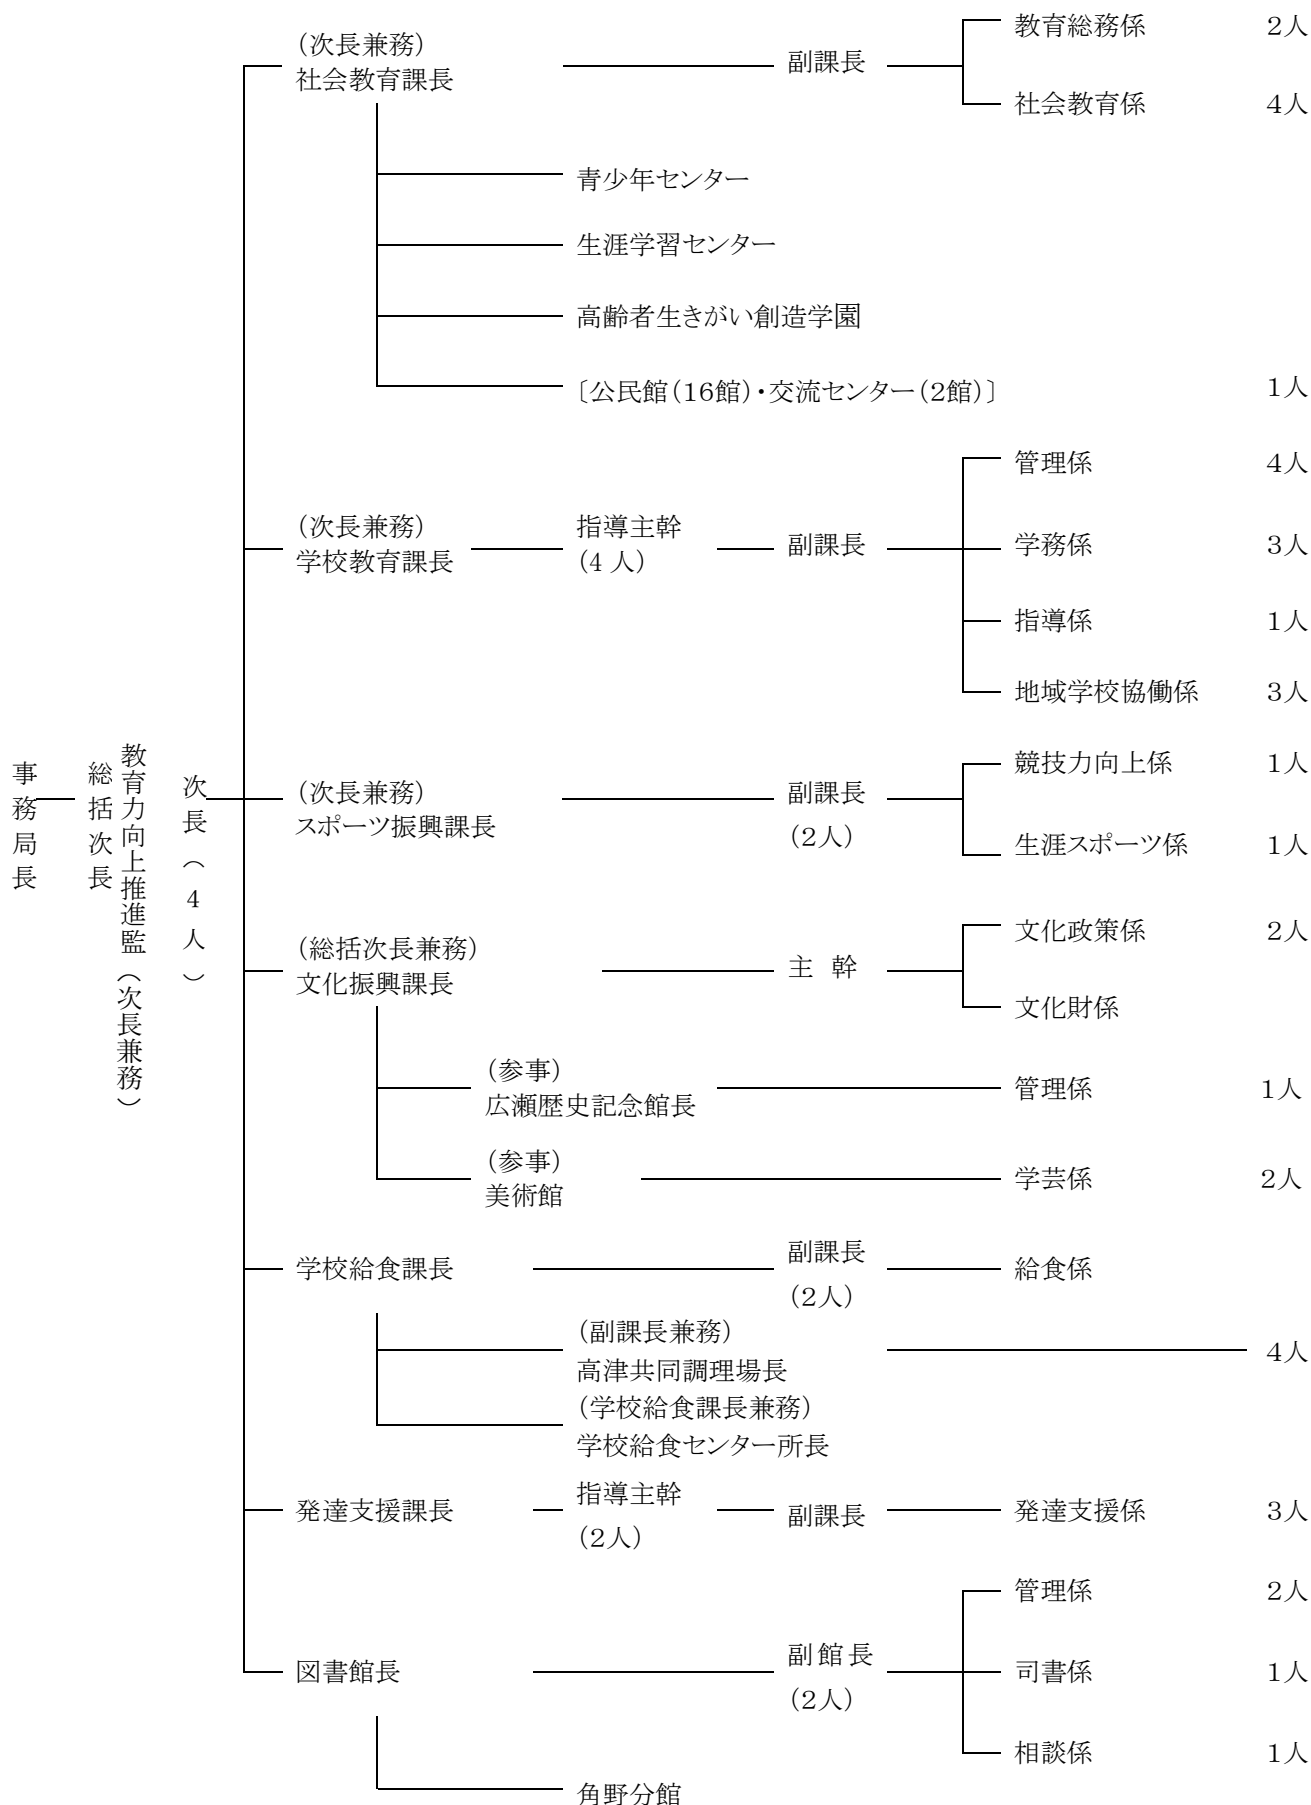 事務局長
総括次長
教育力向上推進監(次長兼務)
次長(4人)
(次長兼務)
社会教育課長
副課長
教育総務係 2人
社会教育係 4人
青少年センター
生涯学習センター
高齢者生きがい創造学園
〔公民館(16館)・交流センター(2館)〕 1人
(次長兼務)
学校教育課長
指導主幹
(4 人)
副課長
管理係 4人
学務係 3人
指導係 1人
地域学校協働係 3人
(次長兼務)
スポーツ振興課長
副課長
(2人)
競技力向上係 1人
生涯スポーツ係 1人
(総括次長兼務)
文化振興課長
主 幹
文化政策係 2人
文化財係
(参事)
広瀬歴史記念館長
管理係 1人
(参事)
美術館
学芸係 2人
学校給食課長
副課長
(2人)
給食係
(副課長兼務)
高津共同調理場長
4人
(学校給食課長兼務)
学校給食センター所長
発達支援課長
指導主幹
(2人)
副課長
発達支援係 3人
図書館長
副館長
(2人)
管理係 2人
司書係 1人
相談係 1人
角野分館